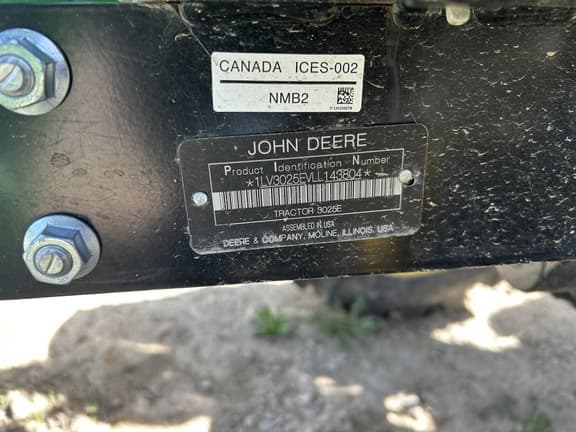 CANADA ICES-002
NMB2
JOHN DEERE
Product Identification Number
*1LV3025EVLL143804*
TRACTOR 3025E
ASSEMBLED IN USA
DEERE & COMPANY, MOLINE, ILLINOIS, USA